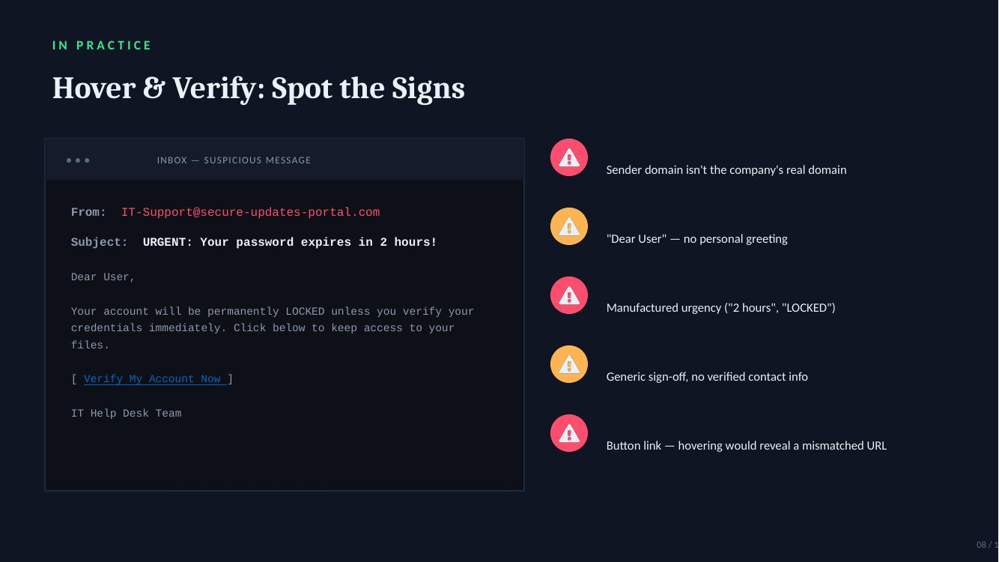 IN PRACTICE
Hover & Verify: Spot the Signs
INBOX — SUSPICIOUS MESSAGE
From: IT-Support@secure-updates-portal.com
Subject: URGENT: Your password expires in 2 hours!
Dear User,
Your account will be permanently LOCKED unless you verify your
credentials immediately. Click below to keep access to your
files.
[ Verify My Account Now ]
IT Help Desk Team
Sender domain isn't the company's real domain
"Dear User" — no personal greeting
Manufactured urgency ("2 hours", "LOCKED")
Generic sign-off, no verified contact info
Button link — hovering would reveal a mismatched URL
08 / 1